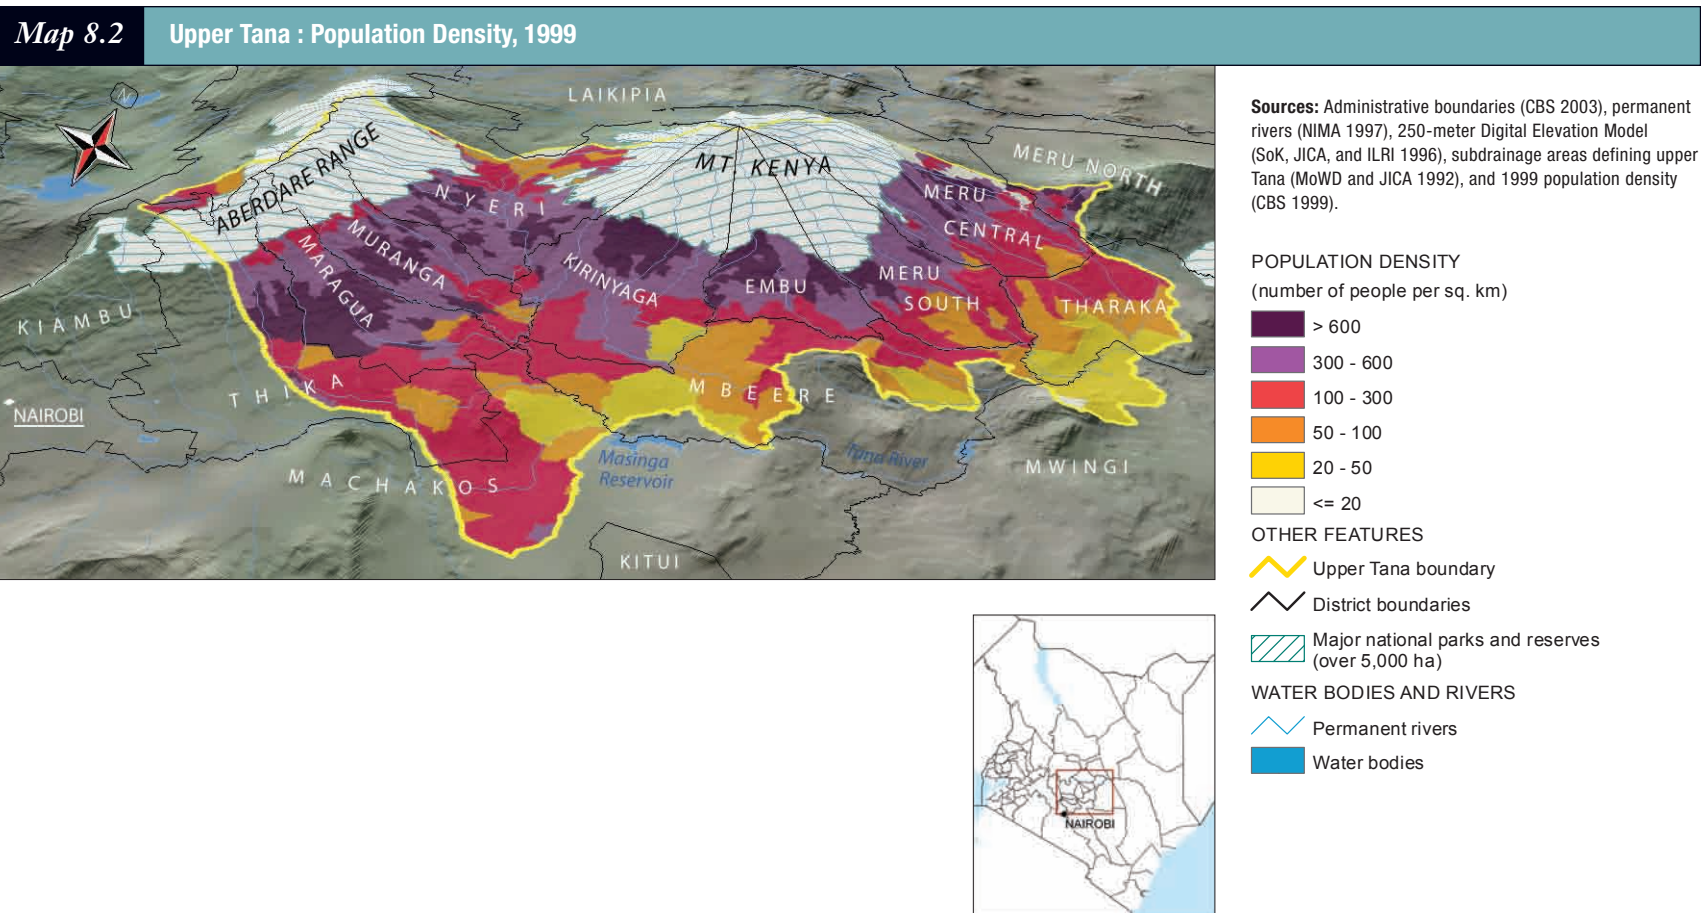 Map 8.2
Upper Tana : Population Density, 1999
N
LAIKIPIA
MERU NORTH
ABERDARE RANGE
MT. KENYA
NYERI
MERU
CENTRAL
MURANGA
MARAGUA
KIRINYAGA
EMBU
MERU
SOUTH
THARAKA
KIAMBU
THIKA
MBEERE
NAIROBI
Masinga
Reservoir
Tana River
MWINGI
MACHAKOS
KITUI
Sources: Administrative boundaries (CBS 2003), permanent
rivers (NIMA 1997), 250-meter Digital Elevation Model
(SoK, JICA, and ILRI 1996), subdrainage areas defining upper
Tana (MoWD and JICA 1992), and 1999 population density
(CBS 1999).
POPULATION DENSITY
(number of people per sq. km)
> 600
300 - 600
100 - 300
50 - 100
20 - 50
<= 20
OTHER FEATURES
Upper Tana boundary
District boundaries
Major national parks and reserves
(over 5,000 ha)
WATER BODIES AND RIVERS
Permanent rivers
Water bodies
NAIROBI